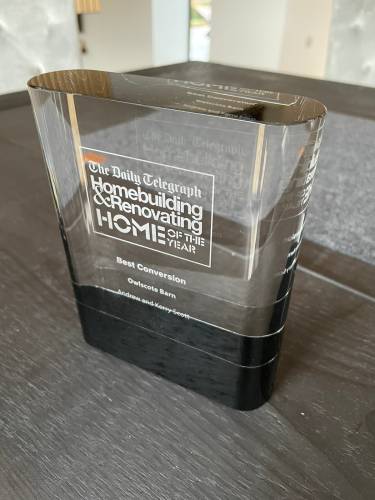 The Daily Telegraph
Homebuilding
&Renovating
HOME OF THE
YEAR
Best Conversion
Owlscote Barn
Andrew and Kerry Scott